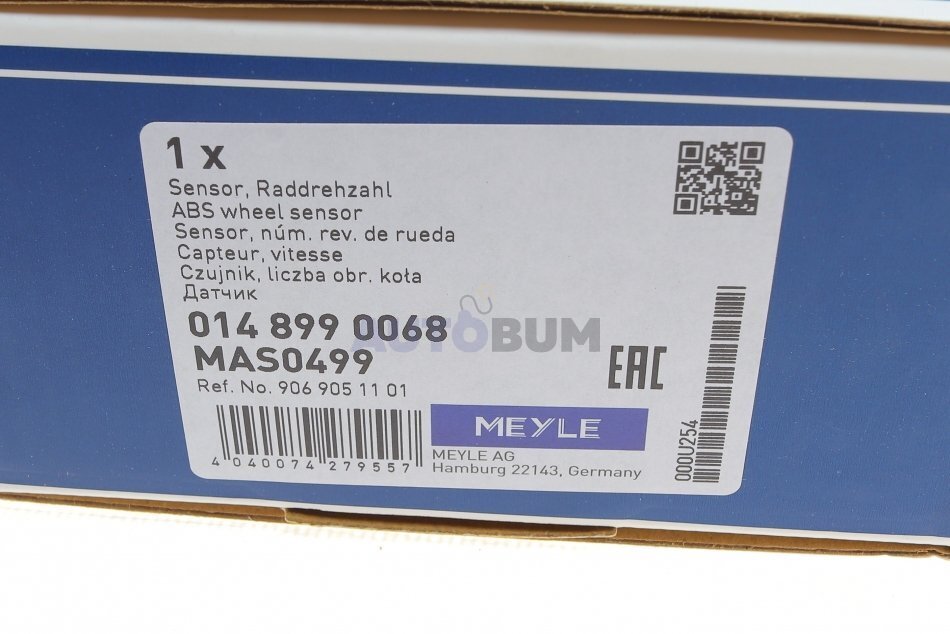 1 x
Sensor, Raddrehzahl
ABS wheel sensor
Sensor, núm. rev. de rueda
Capteur, vitesse
Czujnik, liczba obr. koła
Датчик
014 899 0068
AUTOBUM
MAS0499
EAC
Ref. No. 906 905 11 01
MEYLE
4 040074 279557
MEYLE AG
Hamburg 22143, Germany
000U254